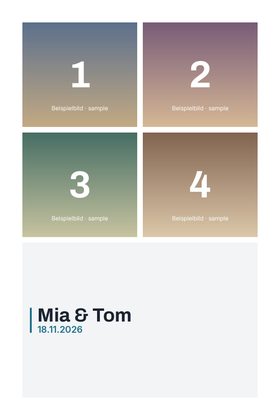 1
2
Beispielbild · sample
Beispielbild · sample
3
4
Beispielbild · sample
Beispielbild · sample
Mia & Tom
18.11.2026